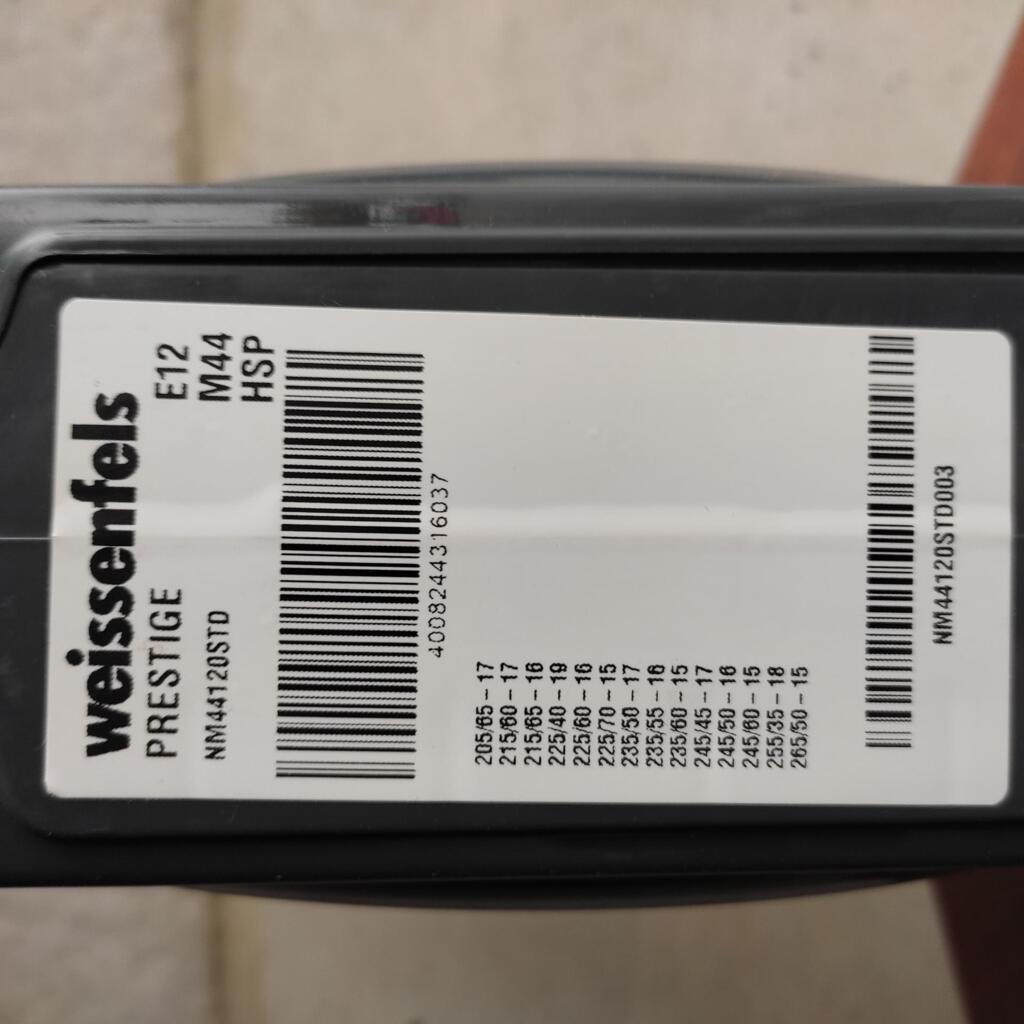 weissenfels
PRESTIGE
E12
NM44120STD
M44
HSP
4008244316037
205/65 - 17
215/60 - 17
215/65 - 16
225/40 - 19
225/60 - 16
225/70 - 15
235/50 - 17
235/55 - 16
235/60 - 15
245/45 - 17
245/50 - 16
245/60 - 15
255/35 - 18
265/50 - 15
NM44120STD003